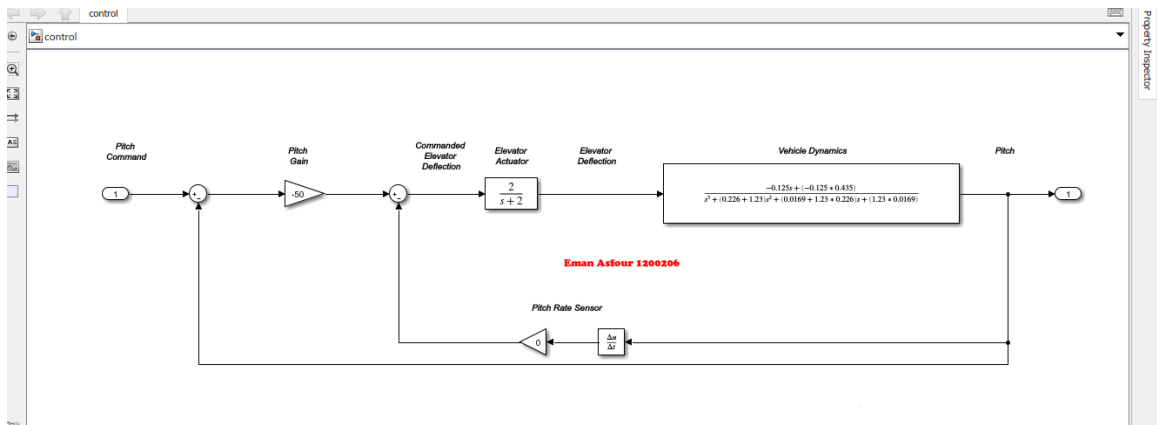 control
control
Property Inspector
Pitch
Command
Pitch
Gain
Commanded
Elevator
Deflection
Elevator
Actuator
Elevator
Deflection
Vehicle Dynamics
Pitch
1
+
-
-50
+
-
2
s + 2
-0.125s + (-0.125 * 0.435)
s³ + (0.226 + 1.23)s² + (0.0169 + 1.23 * 0.226)s + (1.23 * 0.0169)
1
Eman Asfour 1200206
Pitch Rate Sensor
0
Δu
Δt